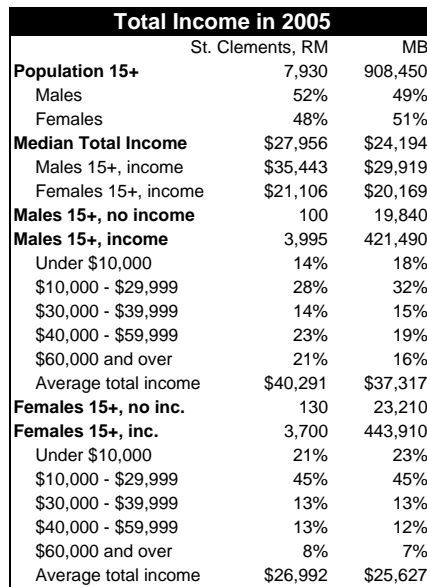 Total Income in 2005
St. Clements, RM MB
Population 15+ 7,930 908,450
Males 52% 49%
Females 48% 51%
Median Total Income $27,956 $24,194
Males 15+, income $35,443 $29,919
Females 15+, income $21,106 $20,169
Males 15+, no income 100 19,840
Males 15+, income 3,995 421,490
Under $10,000 14% 18%
$10,000 - $29,999 28% 32%
$30,000 - $39,999 14% 15%
$40,000 - $59,999 23% 19%
$60,000 and over 21% 16%
Average total income $40,291 $37,317
Females 15+, no inc. 130 23,210
Females 15+, inc. 3,700 443,910
Under $10,000 21% 23%
$10,000 - $29,999 45% 45%
$30,000 - $39,999 13% 13%
$40,000 - $59,999 13% 12%
$60,000 and over 8% 7%
Average total income $26,992 $25,627